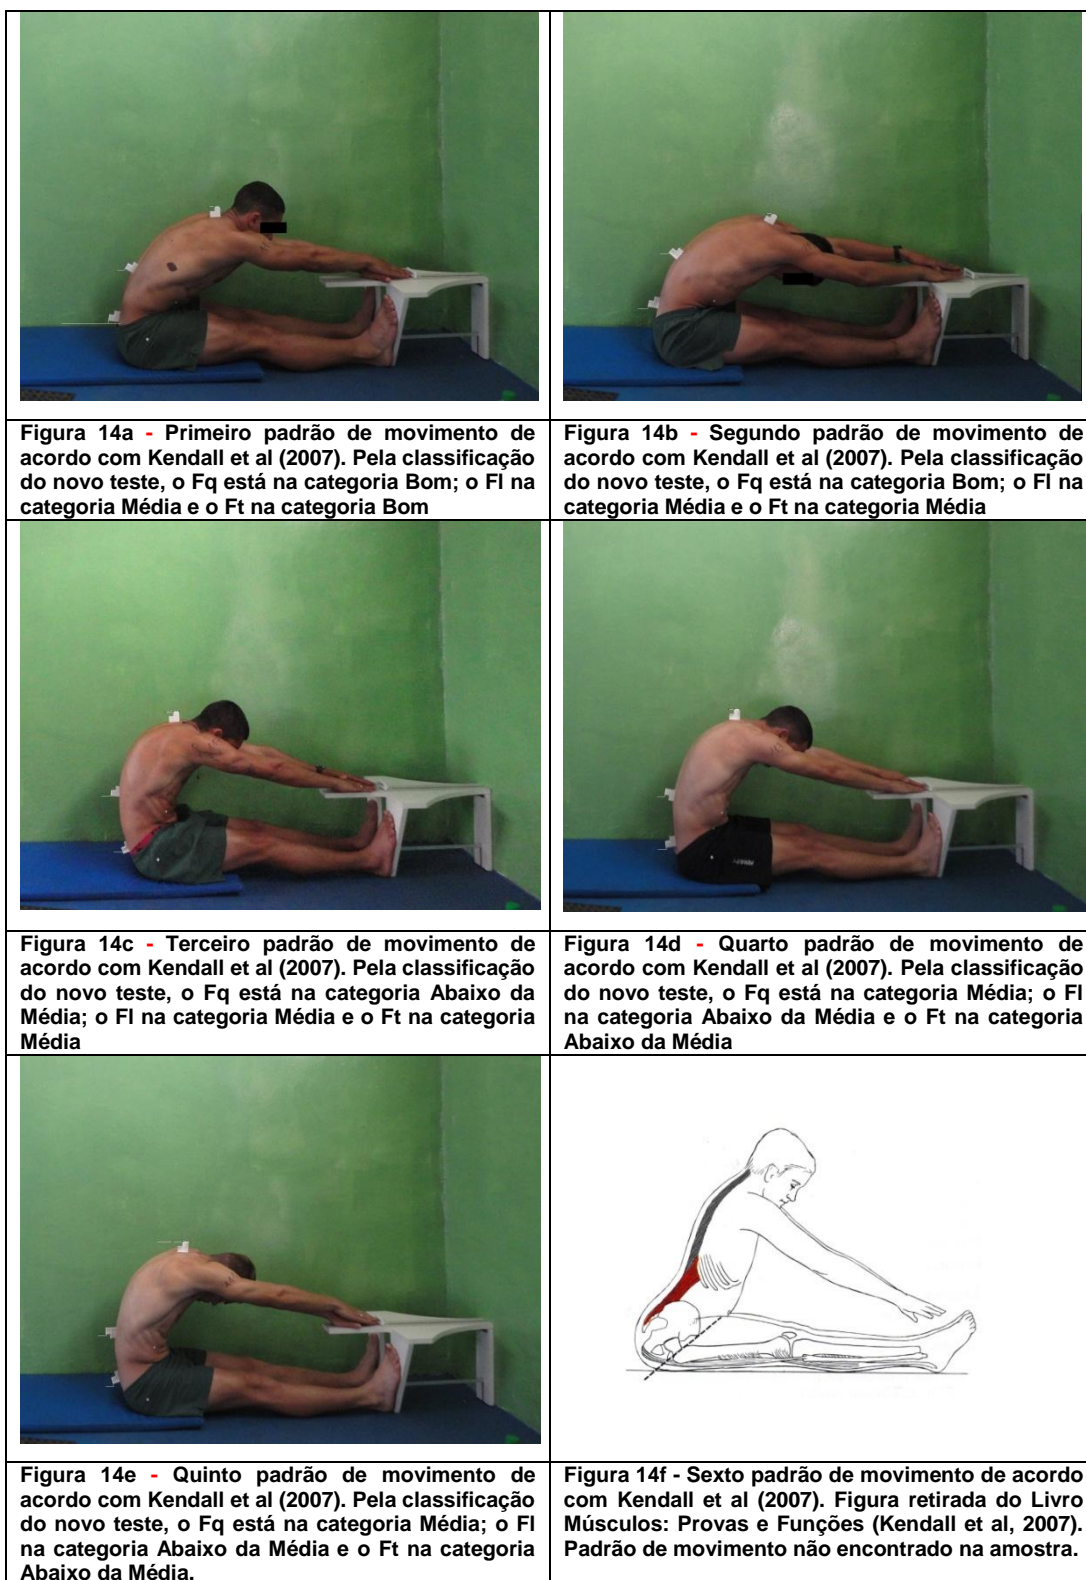 Figura 14a - Primeiro padrão de movimento de
acordo com Kendall et al (2007). Pela classificação
do novo teste, o Fq está na categoria Bom; o Fl na
categoria Média e o Ft na categoria Bom
Figura 14b - Segundo padrão de movimento de
acordo com Kendall et al (2007). Pela classificação
do novo teste, o Fq está na categoria Bom; o Fl na
categoria Média e o Ft na categoria Média
Figura 14c - Terceiro padrão de movimento de
acordo com Kendall et al (2007). Pela classificação
do novo teste, o Fq está na categoria Abaixo da
Média; o Fl na categoria Média e o Ft na categoria
Média
Figura 14d - Quarto padrão de movimento de
acordo com Kendall et al (2007). Pela classificação
do novo teste, o Fq está na categoria Média; o Fl
na categoria Abaixo da Média e o Ft na categoria
Abaixo da Média
Figura 14e - Quinto padrão de movimento de
acordo com Kendall et al (2007). Pela classificação
do novo teste, o Fq está na categoria Média; o Fl
na categoria Abaixo da Média e o Ft na categoria
Abaixo da Média.
Figura 14f - Sexto padrão de movimento de acordo
com Kendall et al (2007). Figura retirada do Livro
Músculos: Provas e Funções (Kendall et al, 2007).
Padrão de movimento não encontrado na amostra.